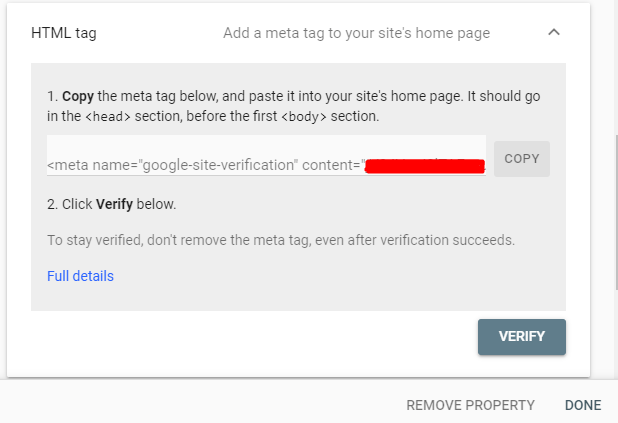 HTML tag Add a meta tag to your site's home page
1. Copy the meta tag below, and paste it into your site's home page. It should go
in the <head> section, before the first <body> section.
<meta name="google-site-verification" content="
COPY
2. Click Verify below.
To stay verified, don't remove the meta tag, even after verification succeeds.
Full details
VERIFY
REMOVE PROPERTY DONE